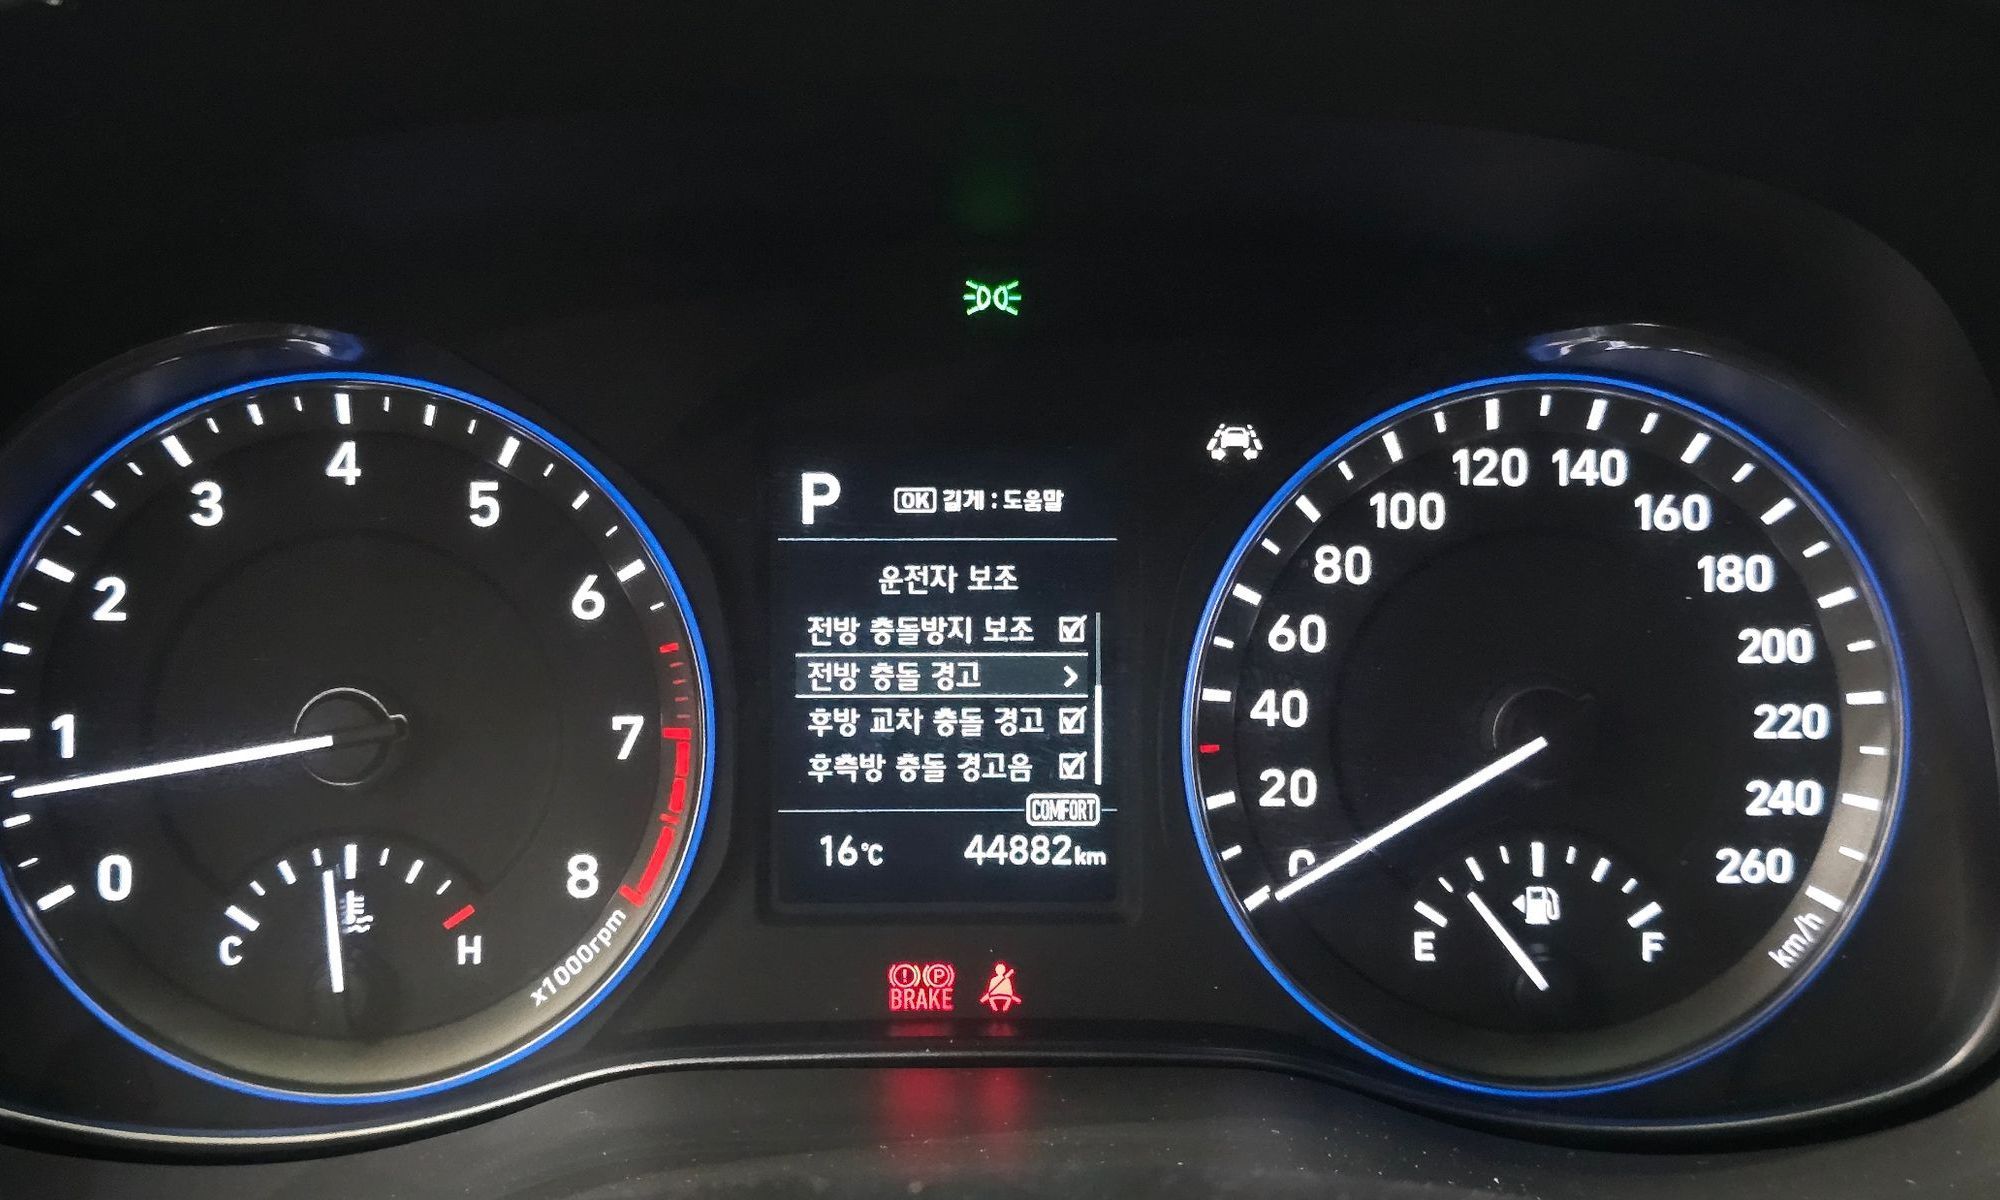 P
OK 길게 : 도움말
운전자 보조
전방 충돌방지 보조
전방 충돌 경고 >
후방 교차 충돌 경고
후측방 충돌 경고음
COMFORT
16℃ 44882km
0
1
2
3
4
5
6
7
8
x1000rpm
C H
0
20
40
60
80
100
120
140
160
180
200
220
240
260
km/h
E F
(!) (P)
BRAKE